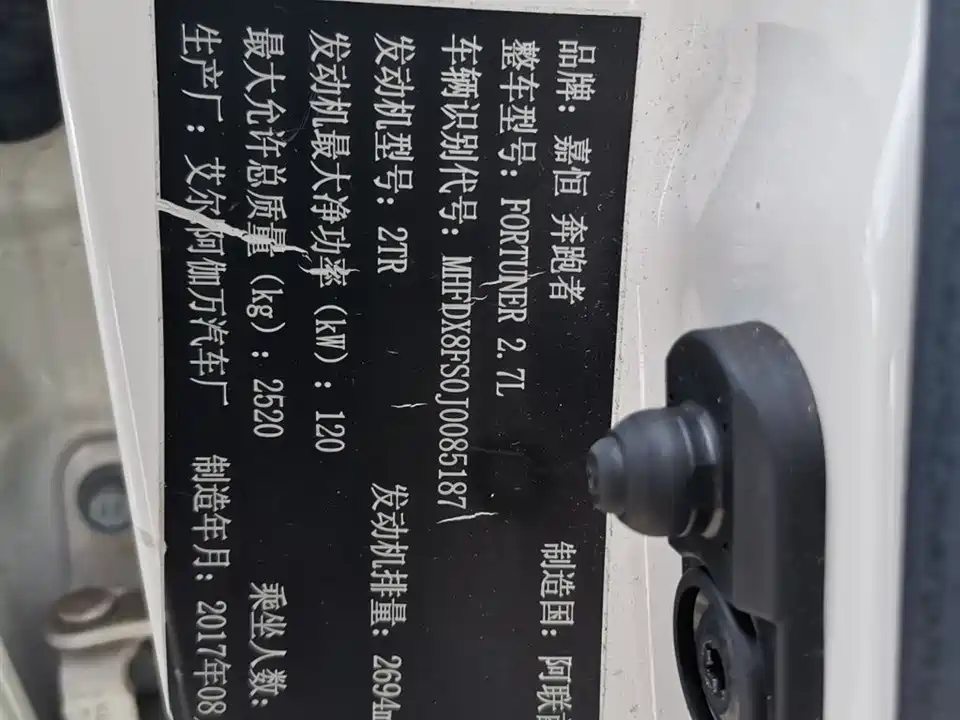 品牌: 嘉恒 奔跑者 制造国: 阿联
整车型号: FORTUNER 2.7L
车辆识别代号: MHFDX8FS0J0085187
发动机型号: 2TR 发动机排量: 2694m
发动机最大净功率(kW): 120
最大允许总质量(kg): 2520 乘坐人数:
生产厂: 艾尔阿伽万汽车厂 制造年月: 2017年08